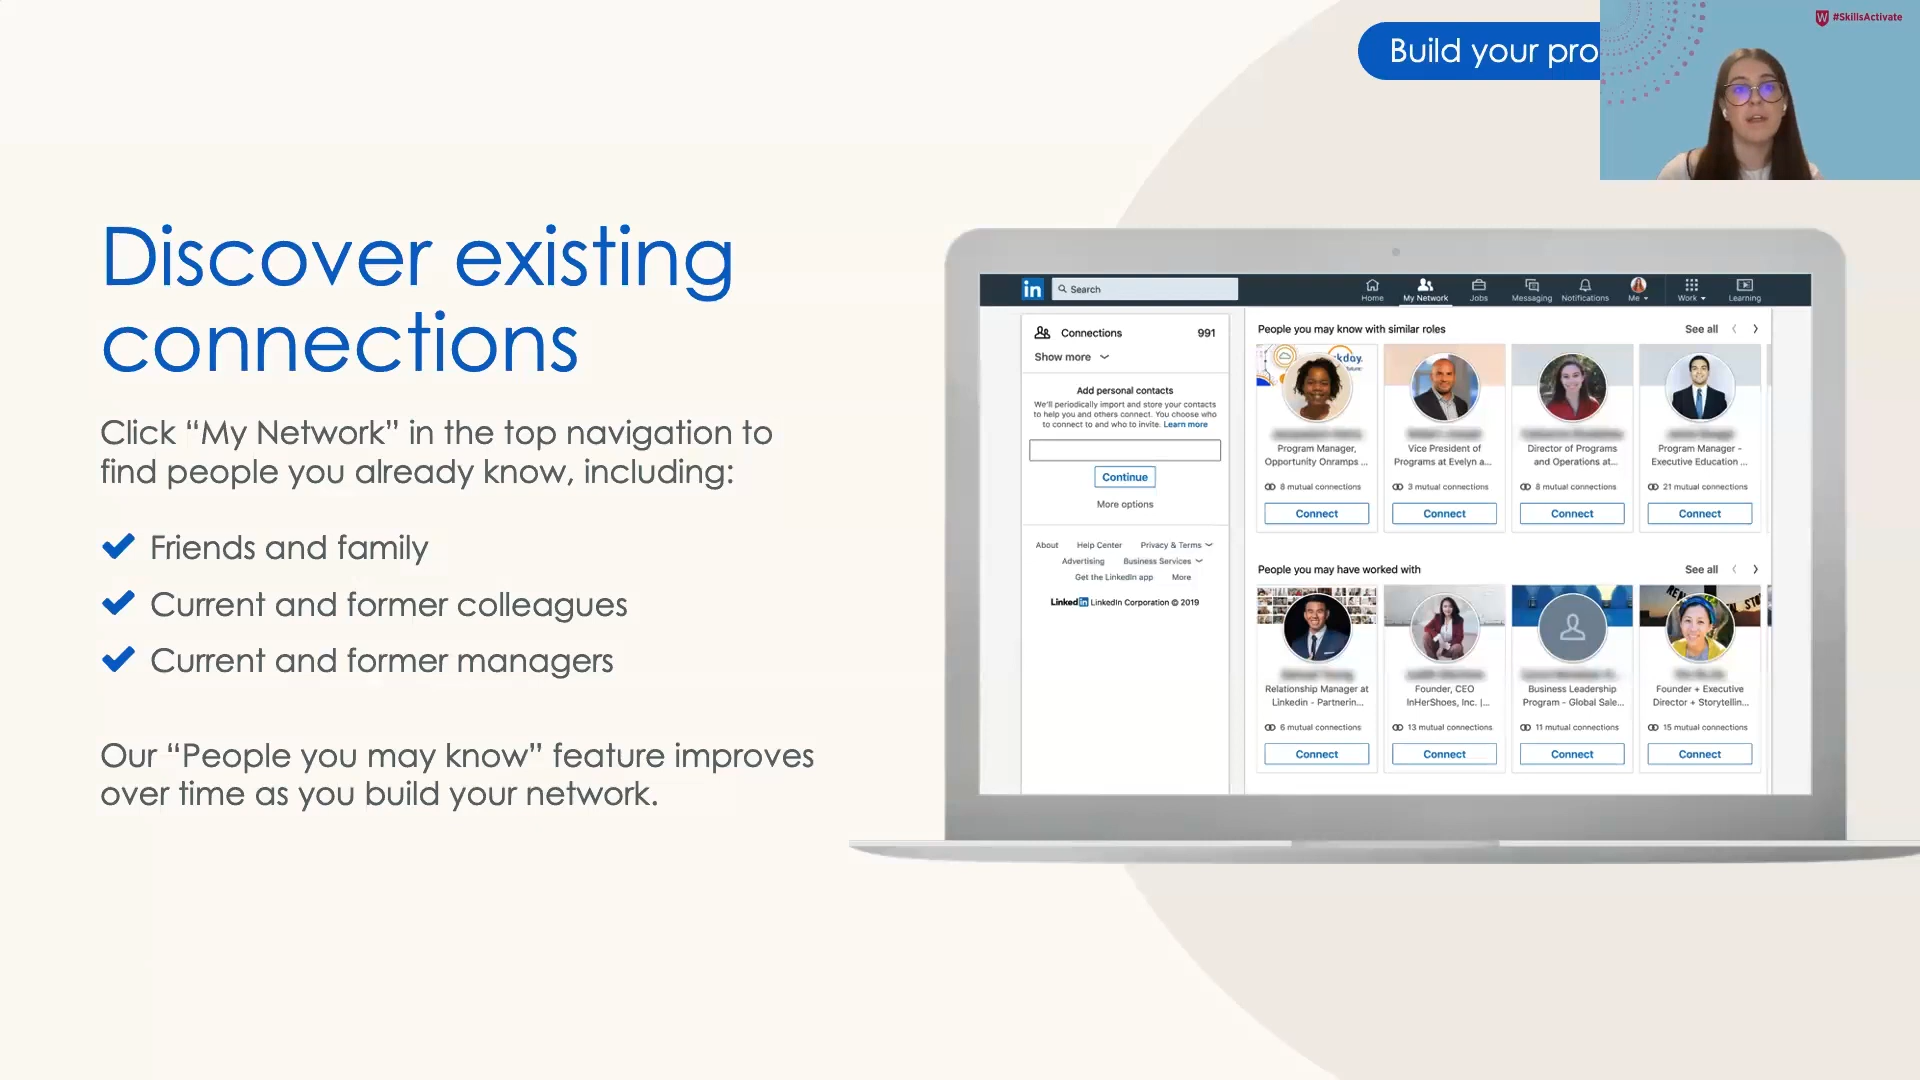 Build your pro
#SkillsActivate
Discover existing
connections
Click “My Network” in the top navigation to
find people you already know, including:
Friends and family
Current and former colleagues
Current and former managers
Our “People you may know” feature improves
over time as you build your network.
in
Search
Home
My Network
Jobs
Messaging
Notifications
Me
Work
Learning
Connections 991
Show more
Add personal contacts
We'll periodically import and store your contacts
to help you and others connect. You choose who
to connect to and who to invite. Learn more
Continue
More options
About Help Center Privacy & Terms
Advertising Business Services
Get the LinkedIn app More
LinkedIn LinkedIn Corporation © 2019
People you may know with similar roles See all
kday.
Program Manager,
Opportunity Onramps ...
8 mutual connections
Connect
Vice President of
Programs at Evelyn a...
3 mutual connections
Connect
Director of Programs
and Operations at...
8 mutual connections
Connect
Program Manager -
Executive Education ...
21 mutual connections
Connect
People you may have worked with See all
Relationship Manager at
Linkedin - Partnerin...
6 mutual connections
Connect
Founder, CEO
InHerShoes, Inc. |...
13 mutual connections
Connect
Business Leadership
Program - Global Sale...
11 mutual connections
Connect
Founder + Executive
Director + Storytellin...
15 mutual connections
Connect